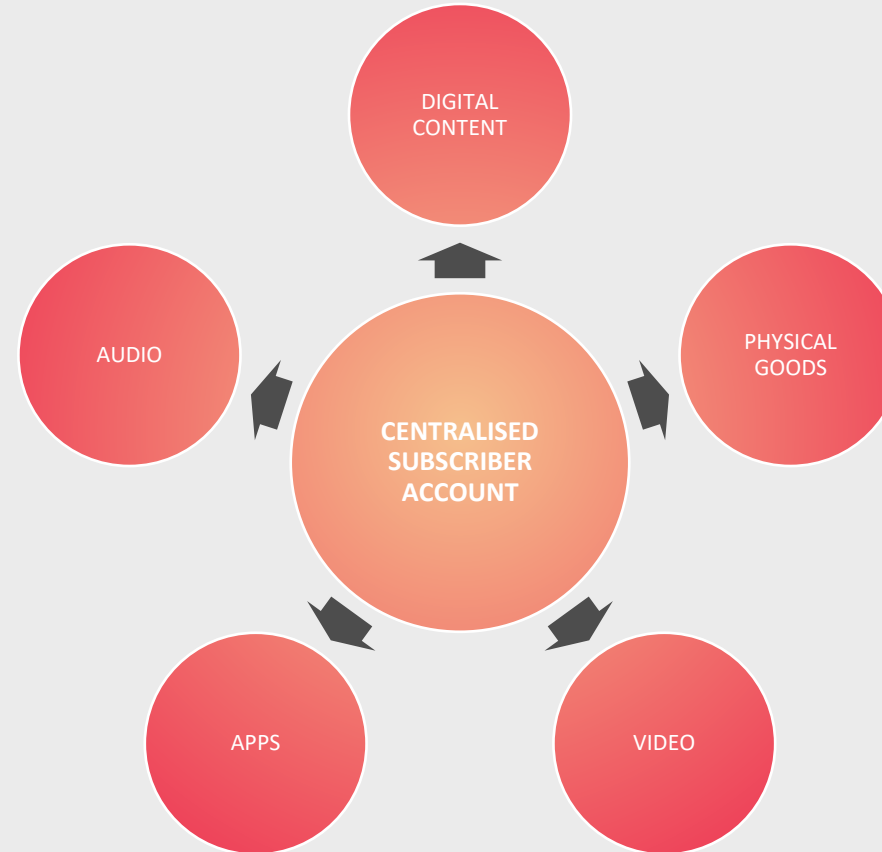 DIGITAL
CONTENT
AUDIO
PHYSICAL
GOODS
CENTRALISED
SUBSCRIBER
ACCOUNT
APPS
VIDEO